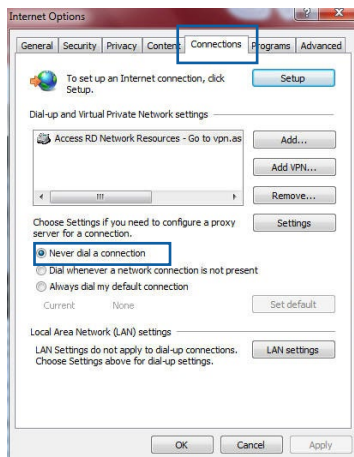 Internet Options
General Security Privacy Content Connections Programs Advanced
To set up an Internet connection, click
Setup.
Setup
Dial-up and Virtual Private Network settings
Access RD Network Resources - Go to vpn.as
Add...
Add VPN...
Remove...
Choose Settings if you need to configure a proxy
server for a connection.
Settings
Never dial a connection
Dial whenever a network connection is not present
Always dial my default connection
Current None
Set default
Local Area Network (LAN) settings
LAN Settings do not apply to dial-up connections.
Choose Settings above for dial-up settings.
LAN settings
OK Cancel Apply